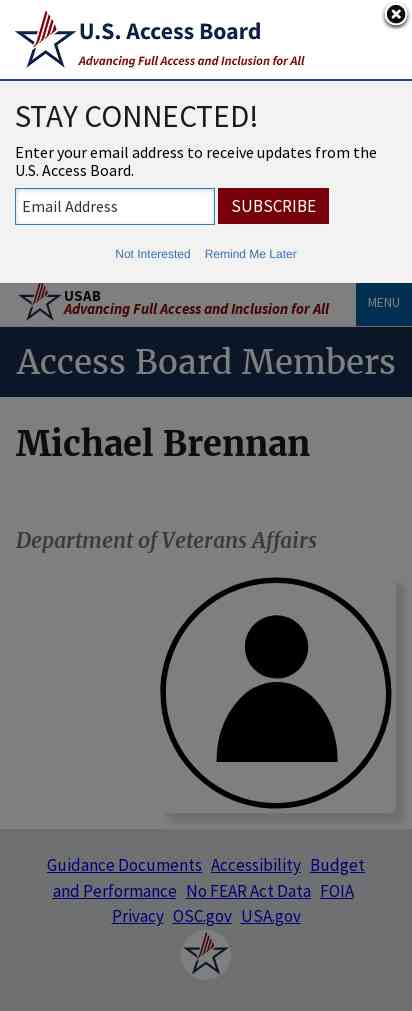 U.S. Access Board
Advancing Full Access and Inclusion for All
STAY CONNECTED!
Enter your email address to receive updates from the
U.S. Access Board.
Email Address
SUBSCRIBE
Not Interested Remind Me Later
USAB
Advancing Full Access and Inclusion for All
MENU
Access Board Members
Michael Brennan
Department of Veterans Affairs
Guidance Documents Accessibility Budget
and Performance No FEAR Act Data FOIA
Privacy OSC.gov USA.gov